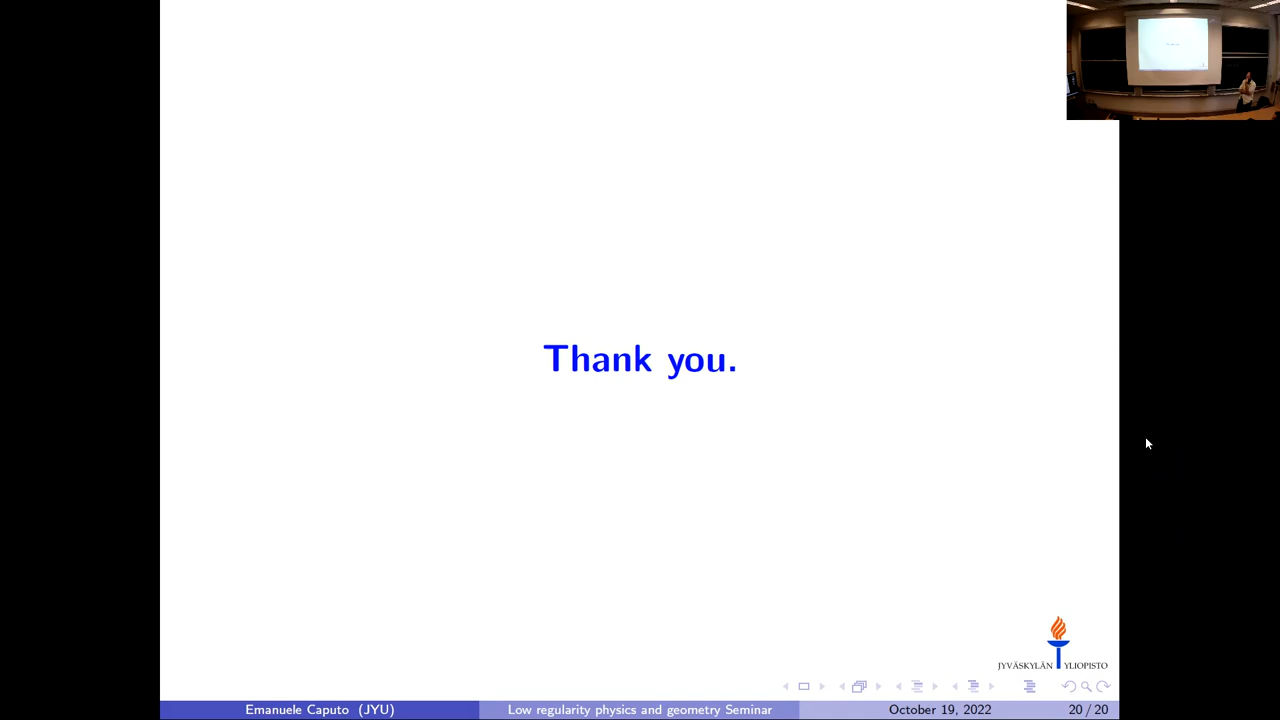 Thank you.
JYVÄSKYLÄN YLIOPISTO
Emanuele Caputo (JYU)
Low regularity physics and geometry Seminar
October 19, 2022
20 / 20